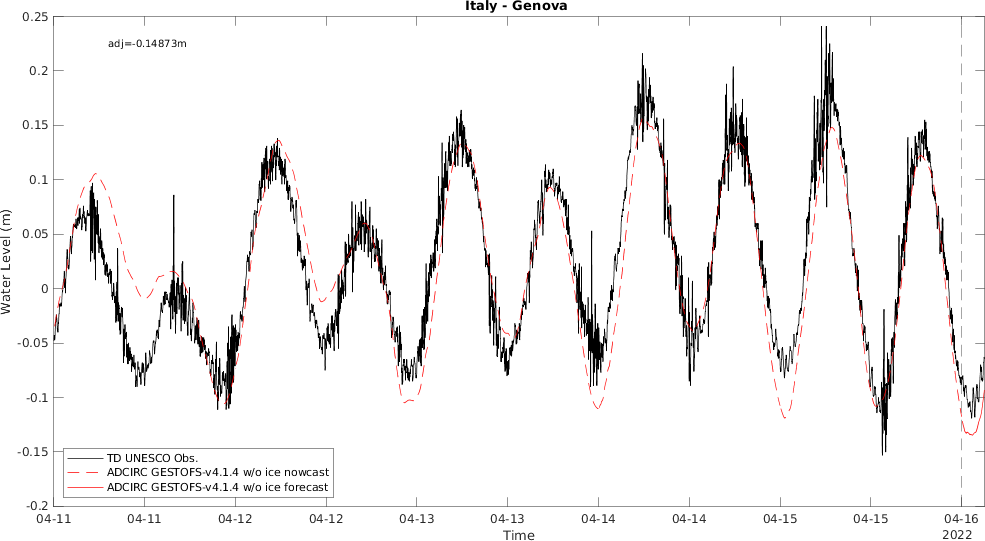 Italy - Genova
adj=-0.14873m
0.25
0.2
0.15
0.1
0.05
0
-0.05
-0.1
-0.15
-0.2
Water Level (m)
TD UNESCO Obs.
ADCIRC GESTOFS-v4.1.4 w/o ice nowcast
ADCIRC GESTOFS-v4.1.4 w/o ice forecast
04-11 04-11 04-12 04-12 04-13 04-13 04-14 04-14 04-15 04-15 04-16
2022
Time